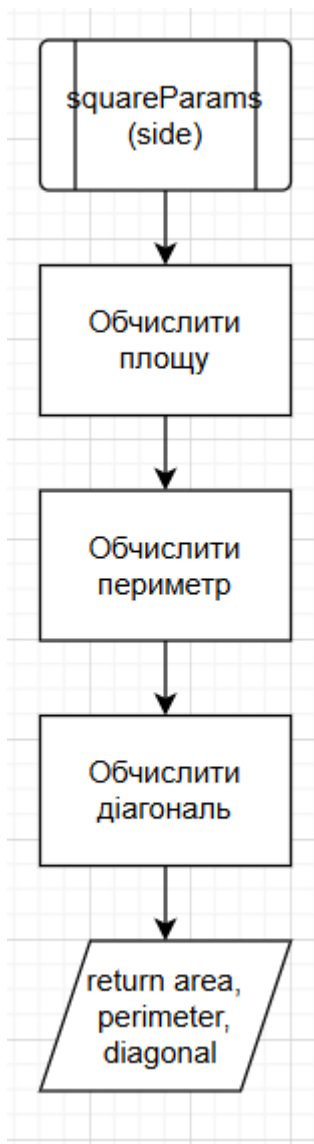 squareParams
(side)
Обчислити
площу
Обчислити
периметр
Обчислити
діагональ
return area,
perimeter,
diagonal